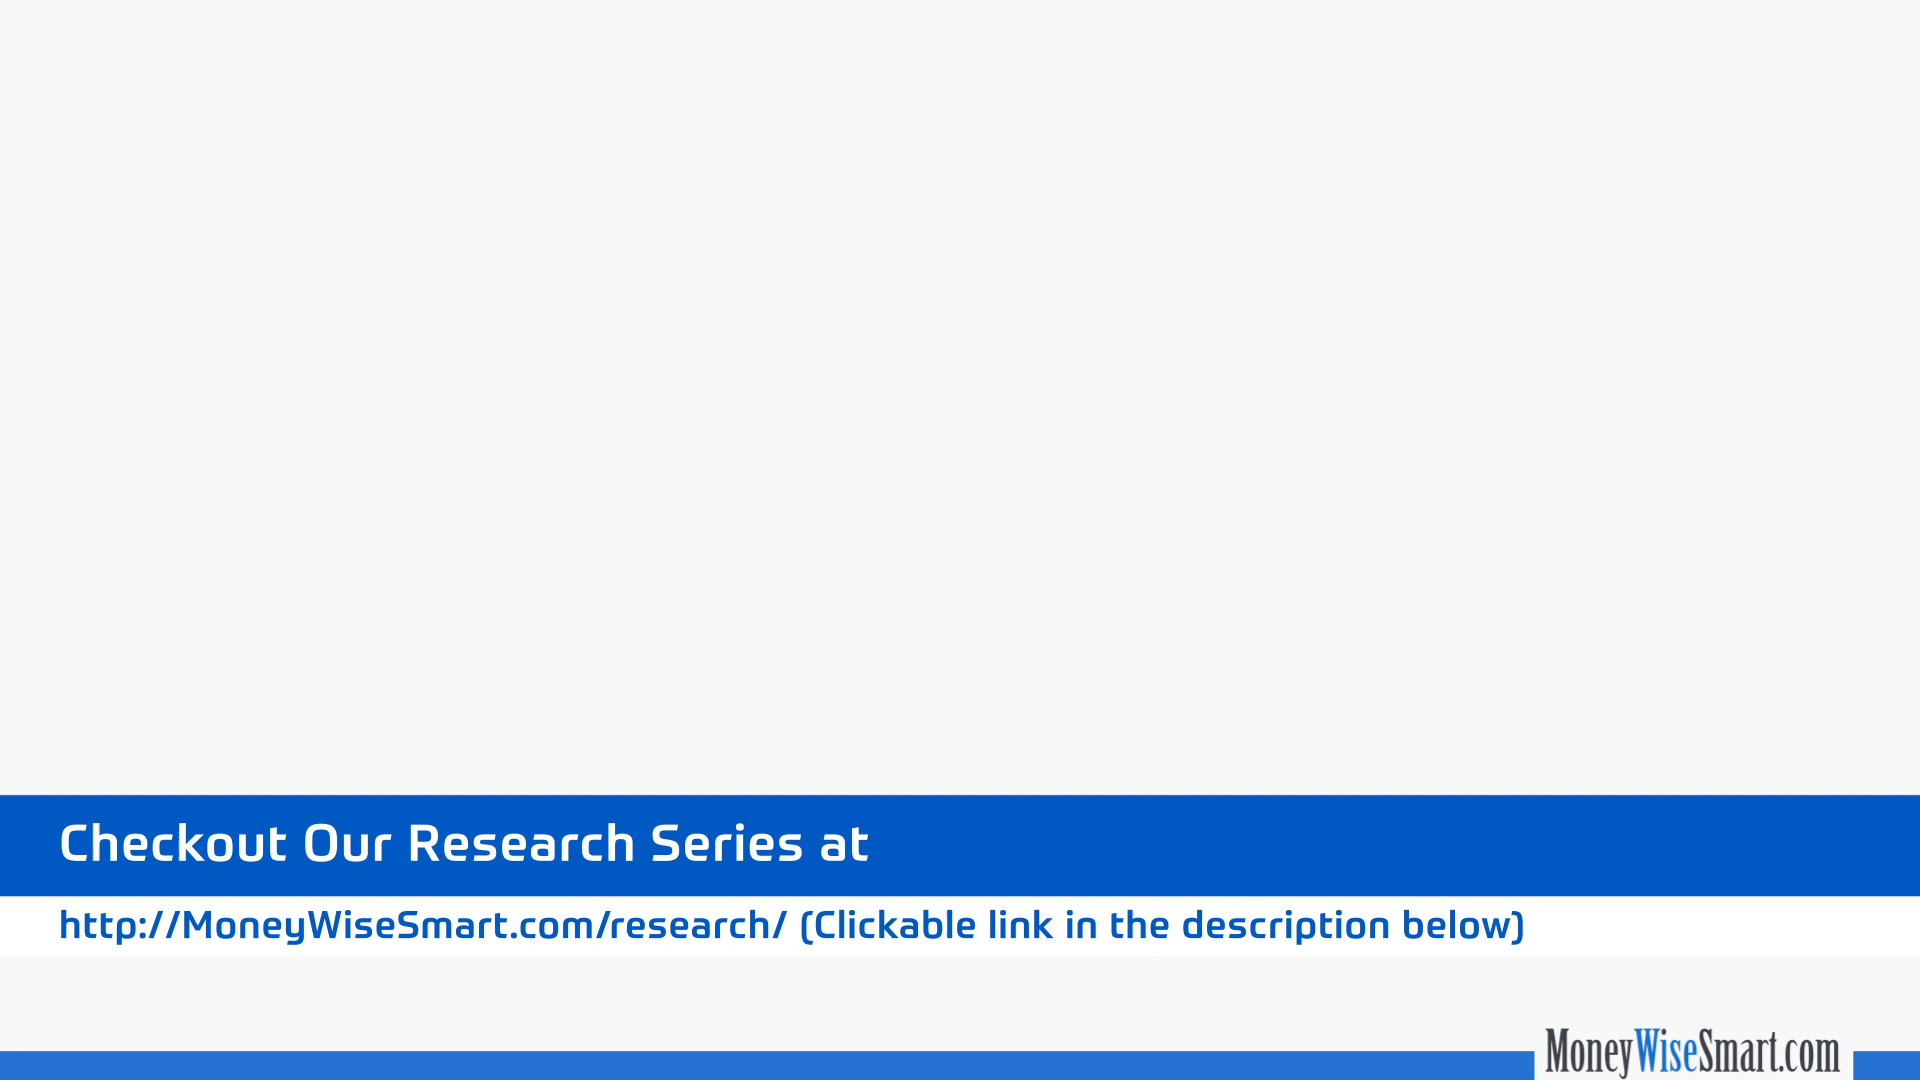 Checkout Our Research Series at
http://MoneyWiseSmart.com/research/ (Clickable link in the description below)
MoneyWiseSmart.com